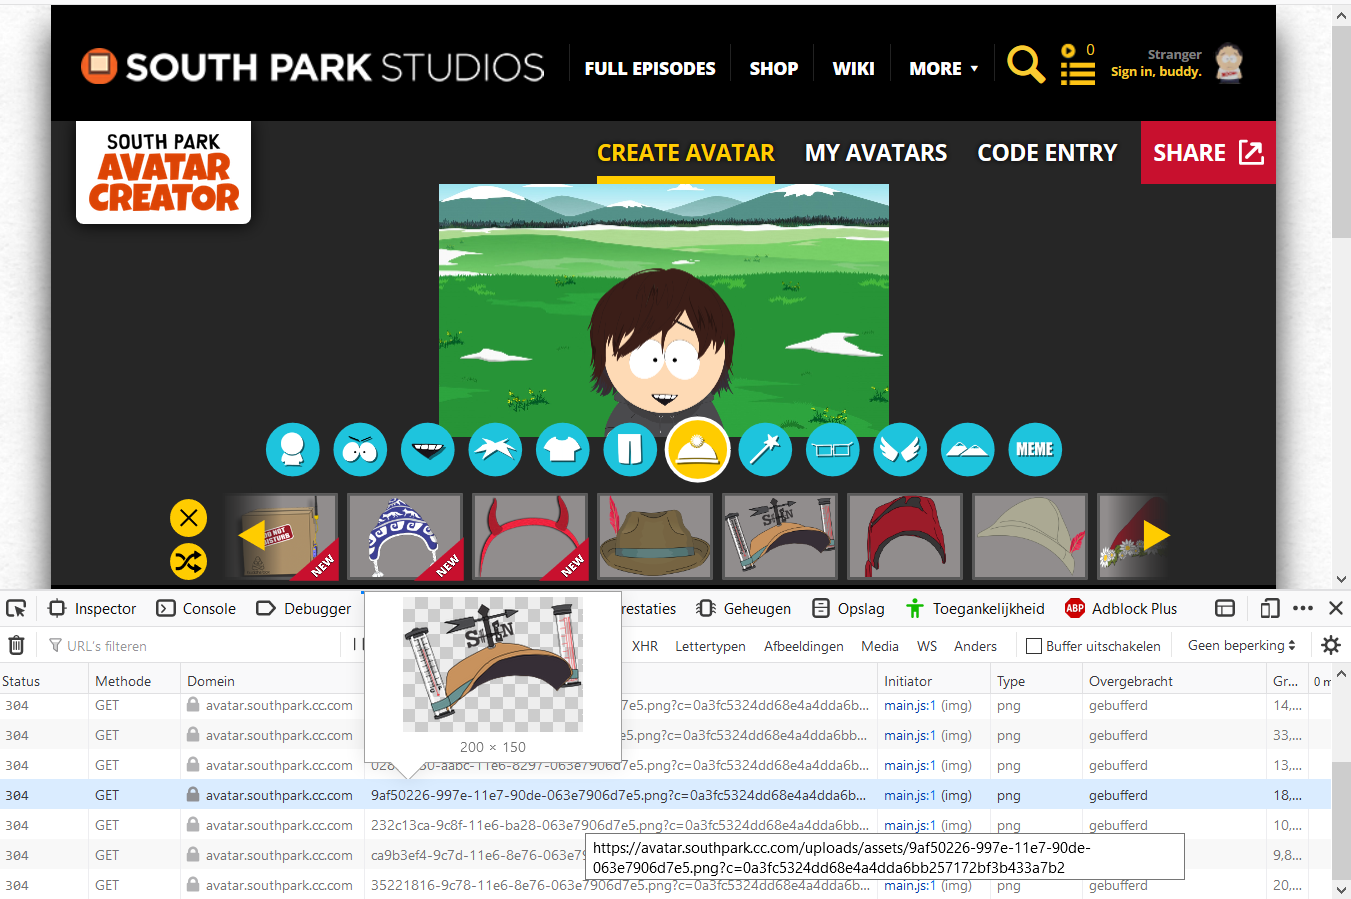 SOUTH PARK STUDIOS
FULL EPISODES
SHOP
WIKI
MORE
0
Stranger
Sign in, buddy.
SOUTH PARK
AVATAR
CREATOR
CREATE AVATAR
MY AVATARS
CODE ENTRY
SHARE
MEME
DO NOT
DISTURB
NEW
NEW
NEW
Inspector
Console
Debugger
restaties
Geheugen
Opslag
ABP
Toegankelijkheid
Adblock Plus
URL's filteren
XHR
Lettertypen
Afbeeldingen
Media
WS
Anders
Buffer uitschakelen
Geen beperking
Status
Methode
Domein
Initiator
Type
Overgebracht
Gr...
0 m
304 GET avatar.southpark.cc.com 7e5.png?c=0a3fc5324dd68e4a4dda6b... main.js:1 (img) png gebufferd 14,...
304 GET avatar.southpark.cc.com 7e5.png?c=0a3fc5324dd68e4a4dda6bb... main.js:1 (img) png gebufferd 33,...
304 GET avatar.southpark.cc.com -aabc-11e6-8297-063e7906d7e5.png?c=0a3fc5324dd68e4a4dda6b... main.js:1 (img) png gebufferd 13,...
304 GET avatar.southpark.cc.com 9af50226-997e-11e7-90de-063e7906d7e5.png?c=0a3fc5324dd68e4a4dda6b... main.js:1 (img) png gebufferd 18,...
304 GET avatar.southpark.cc.com 232c13ca-9c8f-11e6-ba28-063e7906d7e5.png?c=0a3fc5324dd68e4a4dda6bb... main.js:1 (img) png gebufferd 10,...
304 GET avatar.southpark.cc.com ca9b3ef4-9c7d-11e6-8e76-063e79 9,8...
304 GET avatar.southpark.cc.com 35221816-9c78-11e6-8e76-063e7906d7e5.png?c=0a3fc5324dd68e4a4dda6b... main.js:1 (img) png gebufferd 20,...
200 × 150
https://avatar.southpark.cc.com/uploads/assets/9af50226-997e-11e7-90de-
063e7906d7e5.png?c=0a3fc5324dd68e4a4dda6bb257172bf3b433a7b2